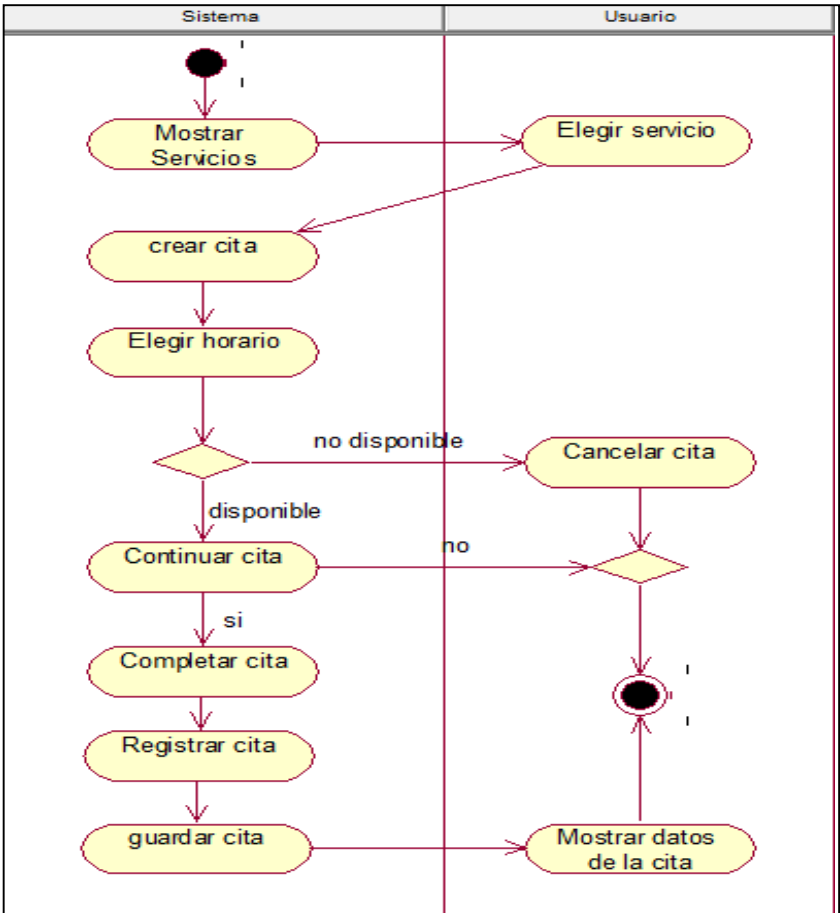 Sistema
Usuario
Mostrar
Servicios
Elegir servicio
crear cita
Elegir horario
no disponible
Cancelar cita
disponible
Continuar cita
no
si
Completar cita
Registrar cita
guardar cita
Mostrar datos
de la cita